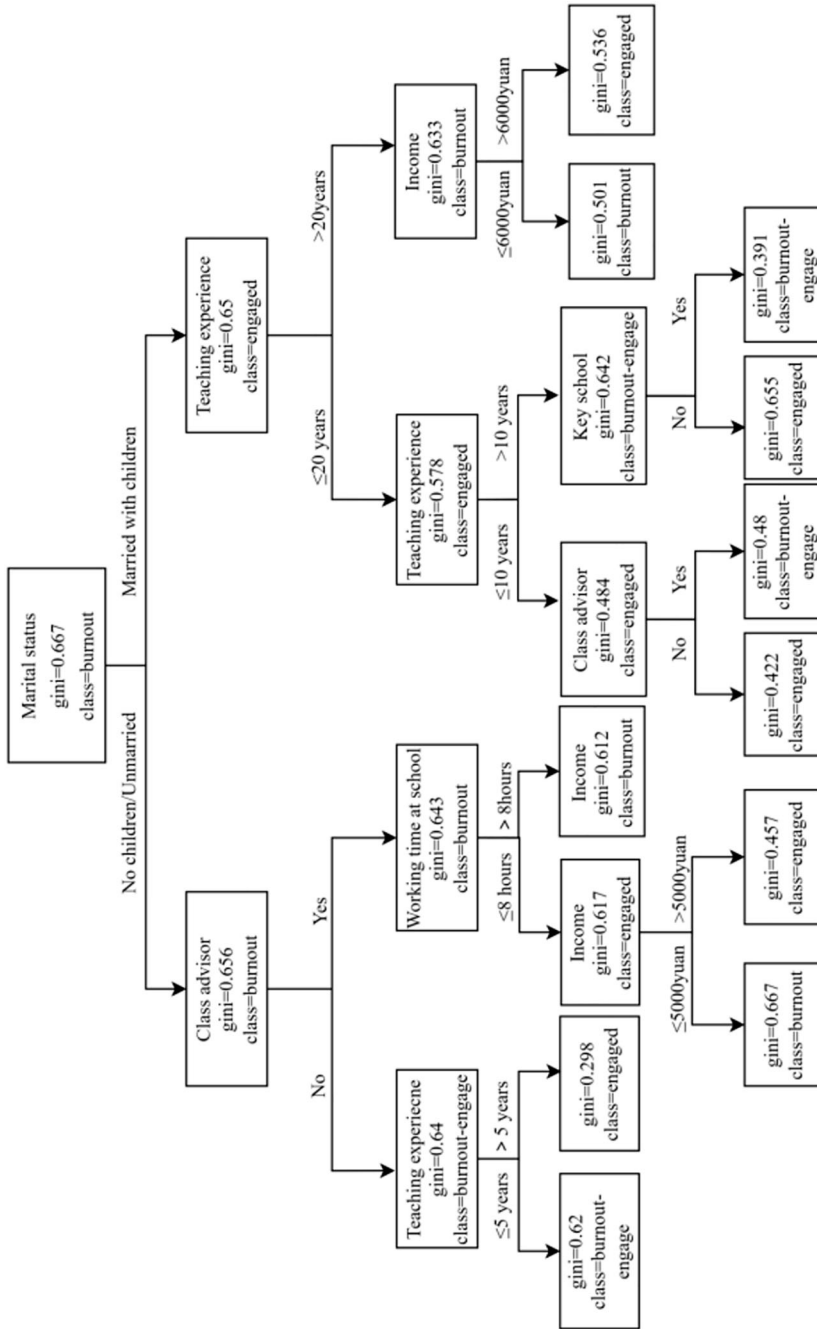 Marital status
gini=0.667
class=burnout
No children/Unmarried
Married with children
Class advisor
gini=0.656
class=burnout
Teaching experience
gini=0.65
class=engaged
No
Yes
≤20 years
>20years
Teaching experiecne
gini=0.64
class=burnout-engage
Working time at school
gini=0.643
class=burnout
Teaching experience
gini=0.578
class=engaged
Income
gini=0.633
class=burnout
≤5 years
> 5 years
≤8 hours
> 8hours
≤10 years
>10 years
≤6000yuan
>6000yuan
gini=0.62
class=burnout-
engage
gini=0.298
class=engaged
Income
gini=0.617
class=engaged
Income
gini=0.612
class=burnout
Class advisor
gini=0.484
class=engaged
Key school
gini=0.642
class=burnout-engage
gini=0.501
class=burnout
gini=0.536
class=engaged
≤5000yuan
>5000yuan
No
Yes
No
Yes
gini=0.667
class=burnout
gini=0.457
class=engaged
gini=0.422
class=engaged
gini=0.48
class=burnout-
engage
gini=0.655
class=engaged
gini=0.391
class=burnout-
engage